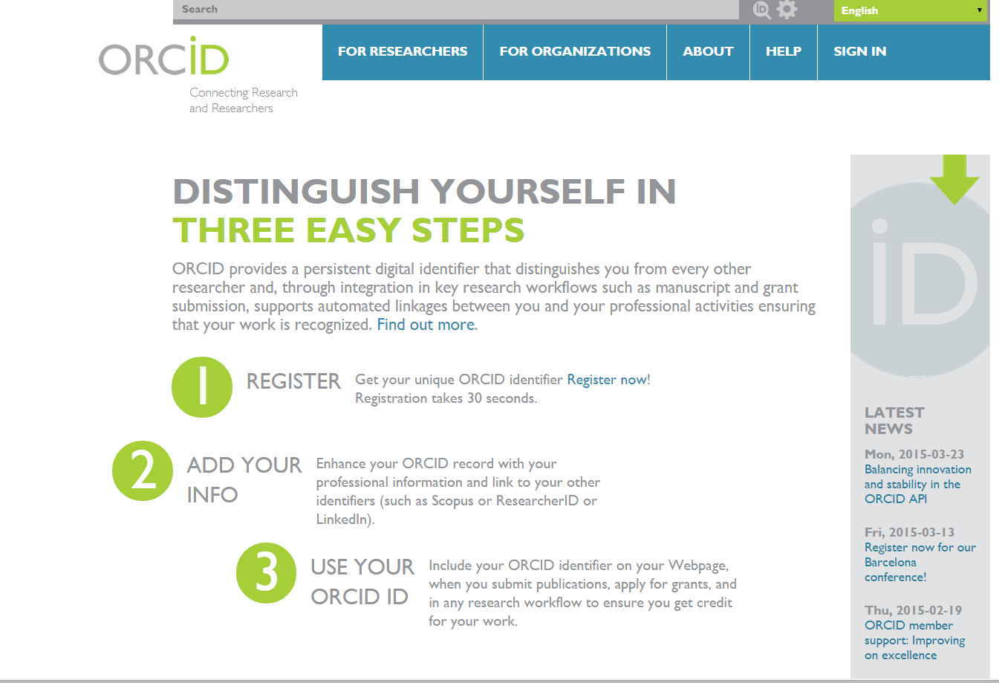 Search
iD
English
ORCiD
Connecting Research
and Researchers
FOR RESEARCHERS
FOR ORGANIZATIONS
ABOUT
HELP
SIGN IN
DISTINGUISH YOURSELF IN
THREE EASY STEPS
ORCID provides a persistent digital identifier that distinguishes you from every other
researcher and, through integration in key research workflows such as manuscript and grant
submission, supports automated linkages between you and your professional activities ensuring
that your work is recognized. Find out more.
1
REGISTER
Get your unique ORCID identifier Register now!
Registration takes 30 seconds.
2
ADD YOUR
INFO
Enhance your ORCID record with your
professional information and link to your other
identifiers (such as Scopus or ResearcherID or
LinkedIn).
3
USE YOUR
ORCID ID
Include your ORCID identifier on your Webpage,
when you submit publications, apply for grants, and
in any research workflow to ensure you get credit
for your work.
iD
LATEST
NEWS
Mon, 2015-03-23
Balancing innovation
and stability in the
ORCID API
Fri, 2015-03-13
Register now for our
Barcelona
conference!
Thu, 2015-02-19
ORCID member
support: Improving
on excellence